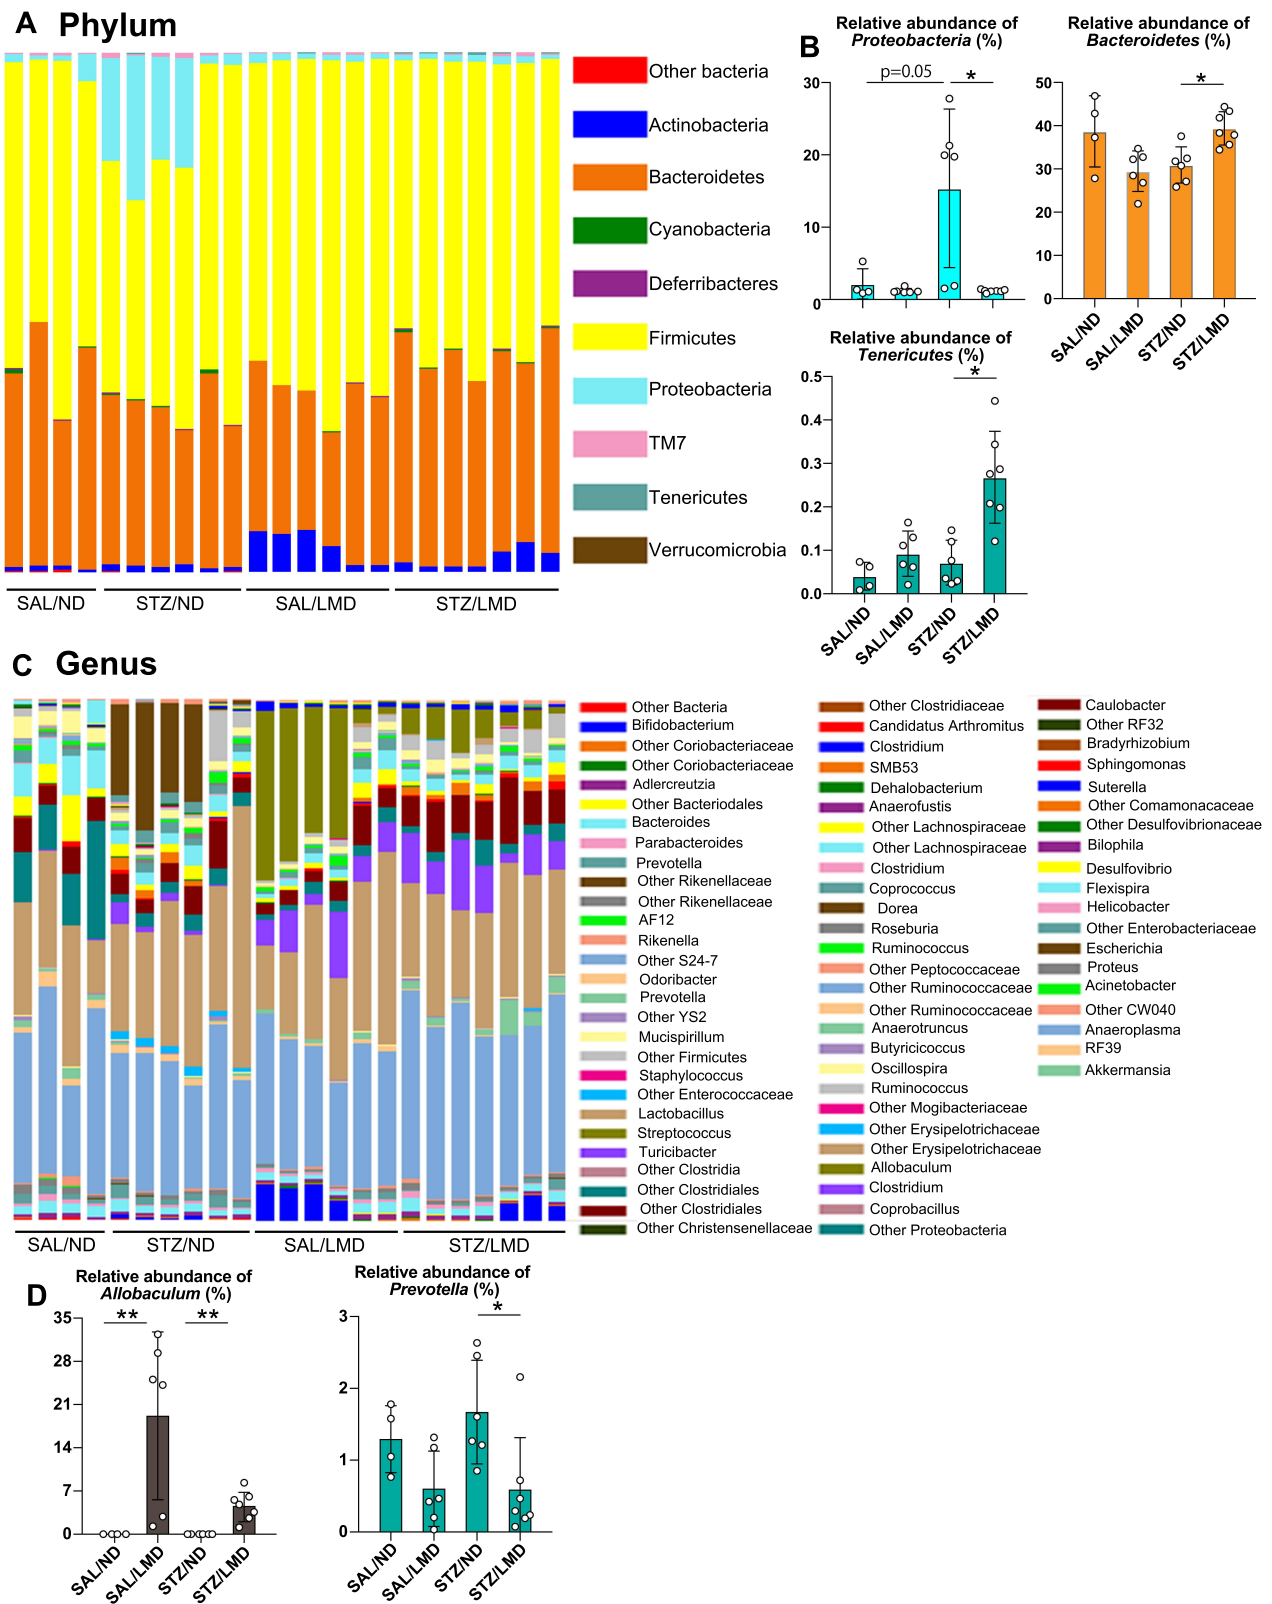 A Phylum
Other bacteria
Actinobacteria
Bacteroidetes
Cyanobacteria
Deferribacteres
Firmicutes
Proteobacteria
TM7
Tenericutes
Verrucomicrobia
SAL/ND
STZ/ND
SAL/LMD
STZ/LMD
B
Relative abundance of
Proteobacteria (%)
p=0.05
*
30
20
10
0
Relative abundance of
Bacteroidetes (%)
*
50
40
30
20
10
0
SAL/ND
SAL/LMD
STZ/ND
STZ/LMD
Relative abundance of
Tenericutes (%)
*
0.5
0.4
0.3
0.2
0.1
0.0
SAL/ND
SAL/LMD
STZ/ND
STZ/LMD
C Genus
SAL/ND
STZ/ND
SAL/LMD
STZ/LMD
Other Bacteria
Bifidobacterium
Other Coriobacteriaceae
Other Coriobacteriaceae
Adlercreutzia
Other Bacteriodales
Bacteroides
Parabacteroides
Prevotella
Other Rikenellaceae
Other Rikenellaceae
AF12
Rikenella
Other S24-7
Odoribacter
Prevotella
Other YS2
Mucispirillum
Other Firmicutes
Staphylococcus
Other Enterococcaceae
Lactobacillus
Streptococcus
Turicibacter
Other Clostridia
Other Clostridiales
Other Clostridiales
Other Christensenellaceae
Other Clostridiaceae
Candidatus Arthromitus
Clostridium
SMB53
Dehalobacterium
Anaerofustis
Other Lachnospiraceae
Other Lachnospiraceae
Clostridium
Coprococcus
Dorea
Roseburia
Ruminococcus
Other Peptococcaceae
Other Ruminococcaceae
Other Ruminococcaceae
Anaerotruncus
Butyricicoccus
Oscillospira
Ruminococcus
Other Mogibacteriaceae
Other Erysipelotrichaceae
Other Erysipelotrichaceae
Allobaculum
Clostridium
Coprobacillus
Other Proteobacteria
Caulobacter
Other RF32
Bradyrhizobium
Sphingomonas
Suterella
Other Comamonacaceae
Other Desulfovibrionaceae
Bilophila
Desulfovibrio
Flexispira
Helicobacter
Other Enterobacteriaceae
Escherichia
Proteus
Acinetobacter
Other CW040
Anaeroplasma
RF39
Akkermansia
D
Relative abundance of
Allobaculum (%)
**
**
35
28
21
14
7
0
SAL/ND
SAL/LMD
STZ/ND
STZ/LMD
Relative abundance of
Prevotella (%)
*
3
2
1
0
SAL/ND
SAL/LMD
STZ/ND
STZ/LMD